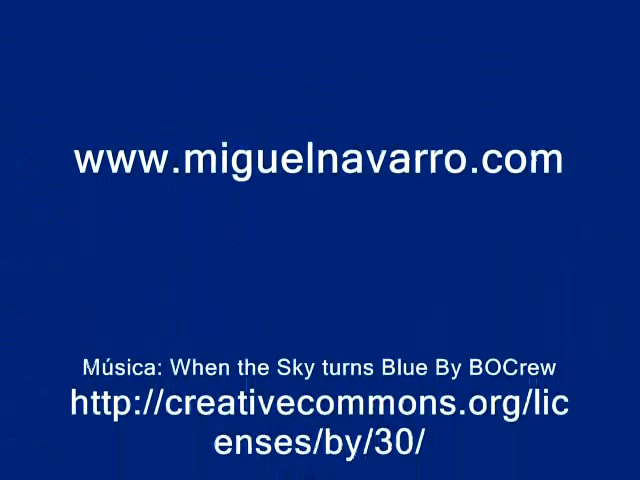 www.miguelnavarro.com
Música: When the Sky turns Blue By BOCrew
http://creativecommons.org/lic
enses/by/30/